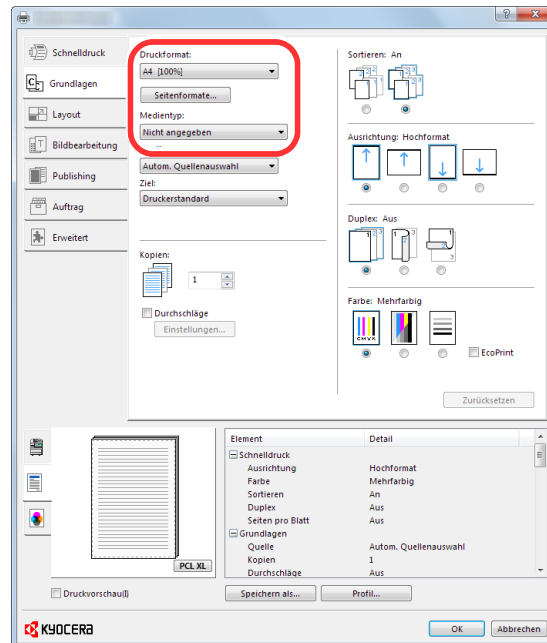 Schnelldruck
Grundlagen
Layout
Bildbearbeitung
Publishing
Auftrag
Erweitert
Druckformat:
A4 [100%]
Seitenformate...
Medientyp:
Nicht angegeben
Autom. Quellenauswahl
Ziel:
Druckerstandard
Kopien:
1
Durchschläge
Einstellungen...
Sortieren: An
Ausrichtung: Hochformat
Duplex: Aus
Farbe: Mehrfarbig
CMYK
EcoPrint
Zurücksetzen
PCL XL
Druckvorschau(I)
Element Detail
Schnelldruck
Ausrichtung Hochformat
Farbe Mehrfarbig
Sortieren An
Duplex Aus
Seiten pro Blatt Aus
Grundlagen
Quelle Autom. Quellenauswahl
Kopien 1
Durchschläge Aus
Speichern als... Profil...
KYOCERA
OK Abbrechen